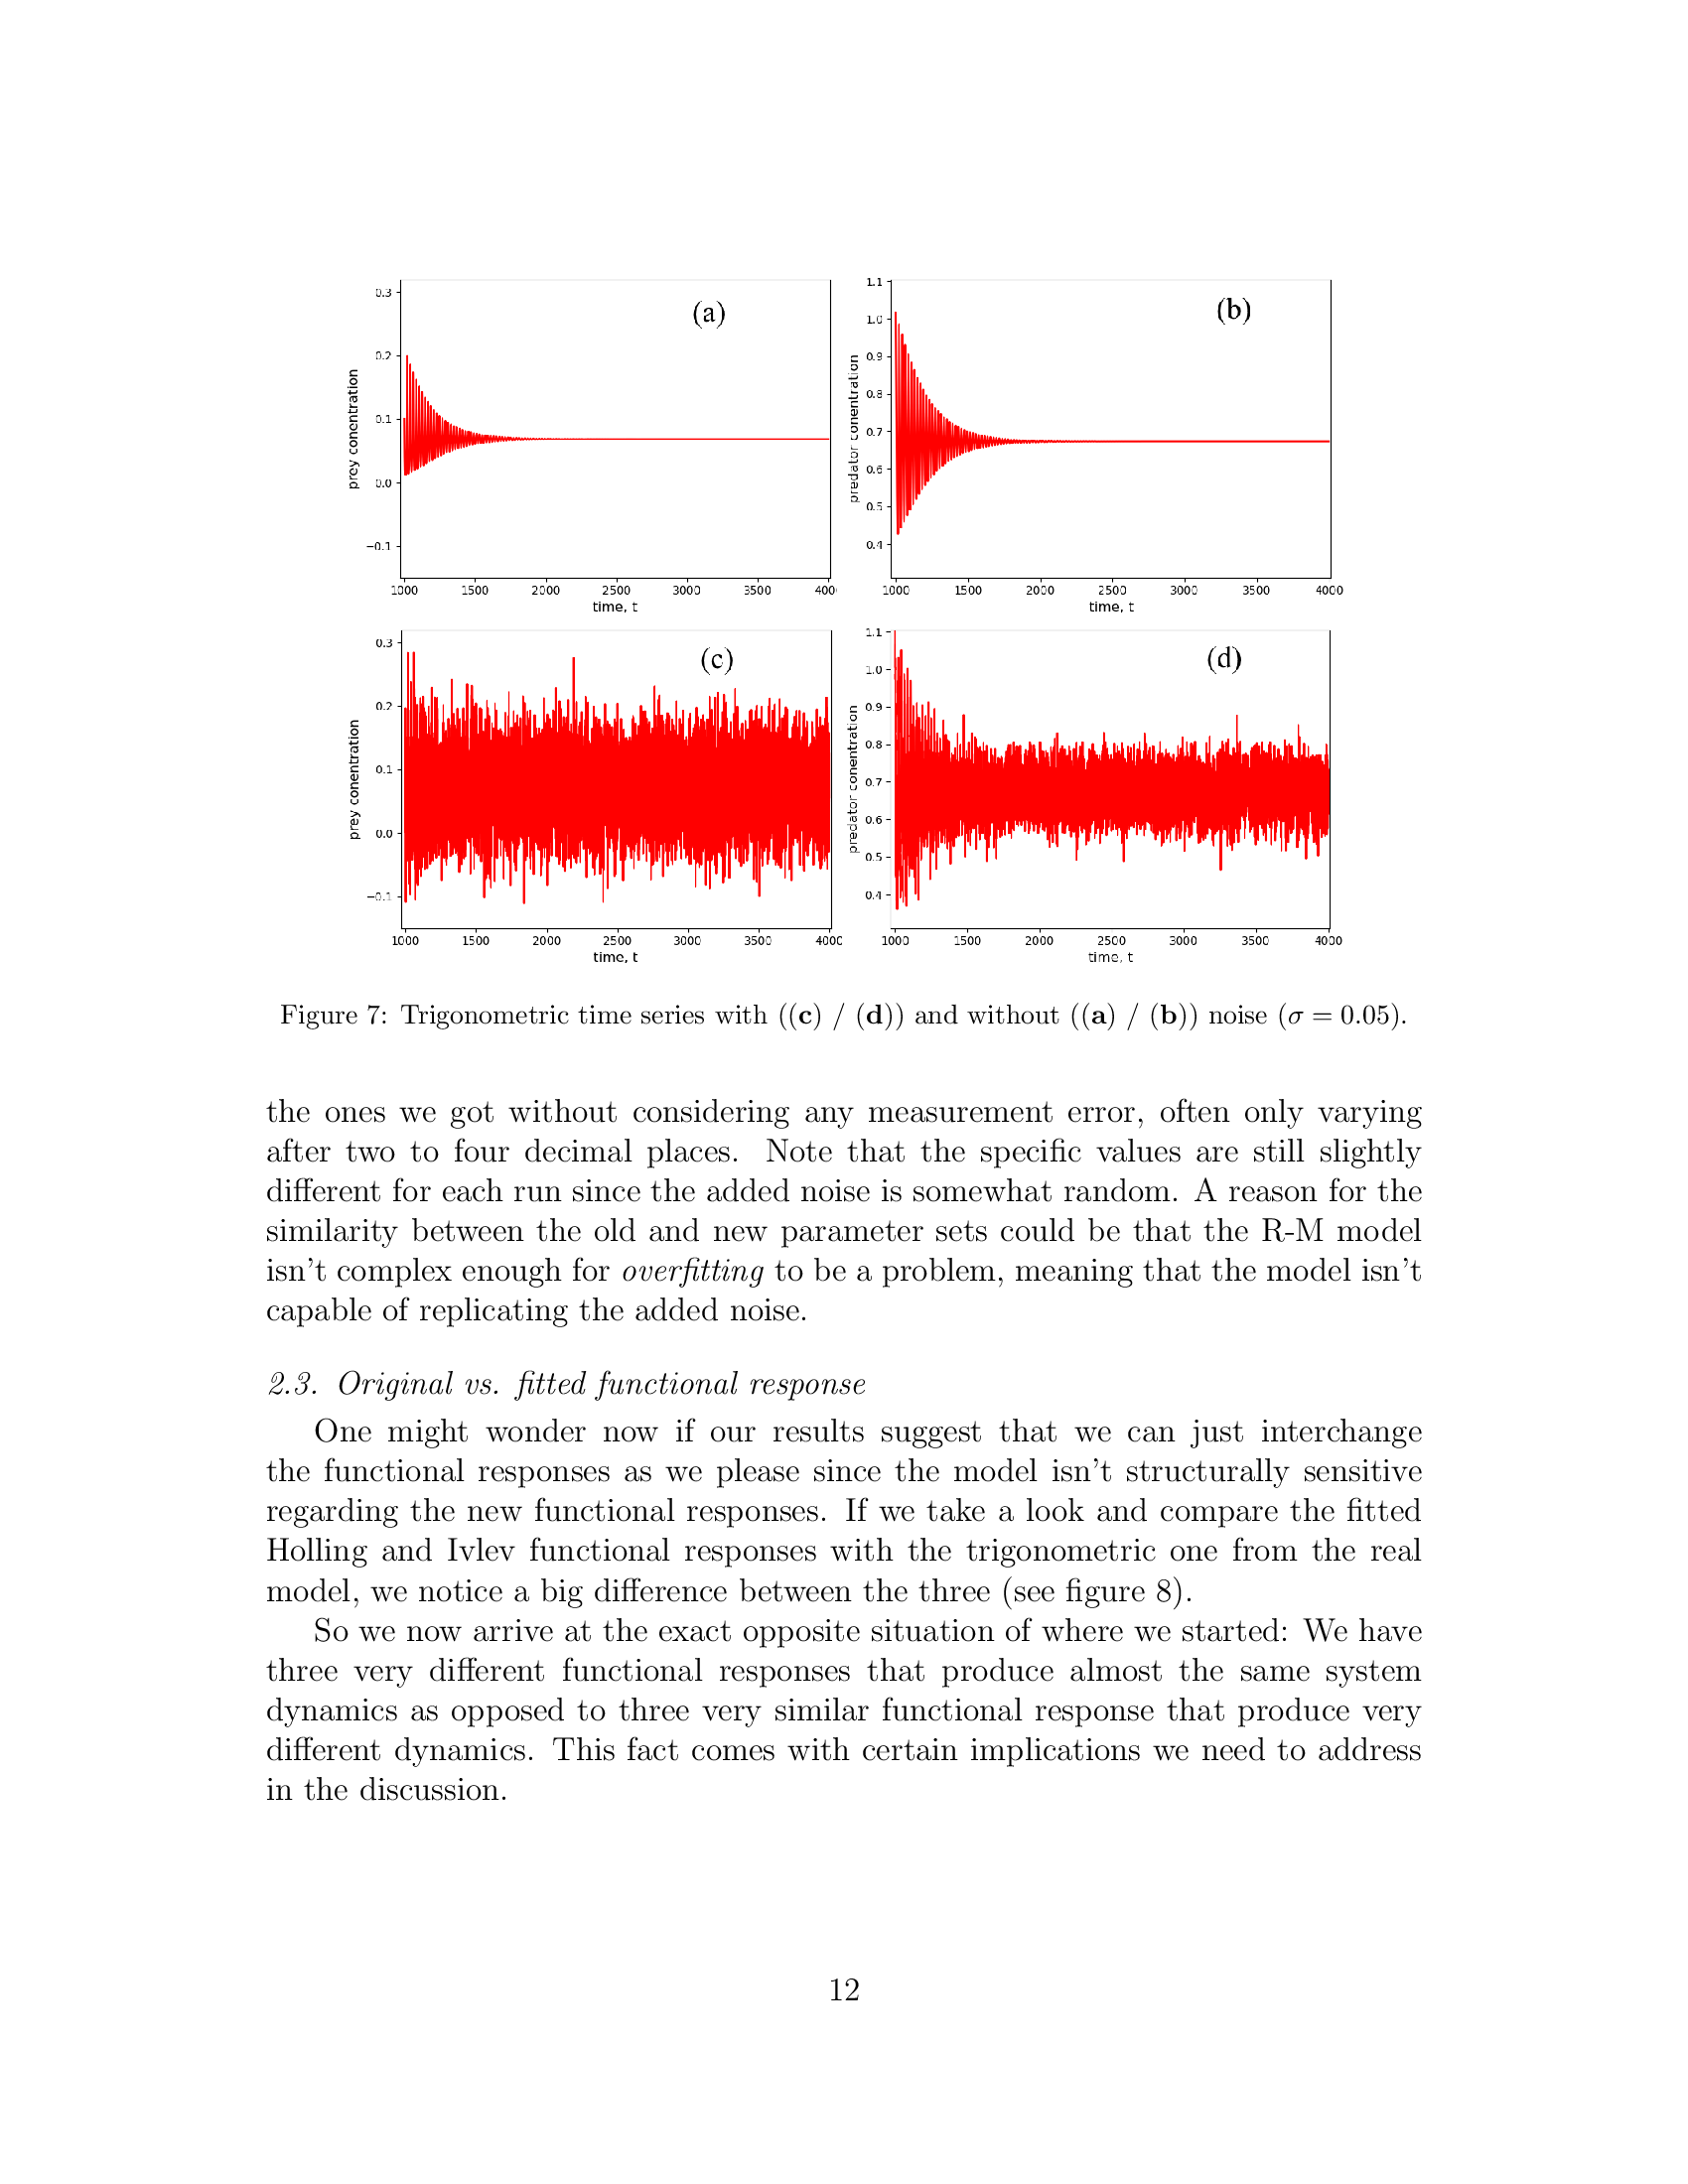 (a)
0.3
0.2
0.1
0.0
−0.1
prey conentration
1000 1500 2000 2500 3000 3500 400
time, t
(b)
1.1
1.0
0.9
0.8
0.7
0.6
0.5
0.4
predator conentration
1000 1500 2000 2500 3000 3500 4000
time, t
(c)
0.3
0.2
0.1
0.0
−0.1
prey conentration
1000 1500 2000 2500 3000 3500 4000
time, t
(d)
1.1
1.0
0.9
0.8
0.7
0.6
0.5
0.4
predator conentration
1000 1500 2000 2500 3000 3500 4000
time, t
Figure 7: Trigonometric time series with ((c) / (d)) and without ((a) / (b)) noise (σ = 0.05).
the ones we got without considering any measurement error, often only varying
after two to four decimal places. Note that the specific values are still slightly
different for each run since the added noise is somewhat random. A reason for the
similarity between the old and new parameter sets could be that the R-M model
isn't complex enough for overfitting to be a problem, meaning that the model isn't
capable of replicating the added noise.
2.3. Original vs. fitted functional response
One might wonder now if our results suggest that we can just interchange
the functional responses as we please since the model isn't structurally sensitive
regarding the new functional responses. If we take a look and compare the fitted
Holling and Ivlev functional responses with the trigonometric one from the real
model, we notice a big difference between the three (see figure 8).
So we now arrive at the exact opposite situation of where we started: We have
three very different functional responses that produce almost the same system
dynamics as opposed to three very similar functional response that produce very
different dynamics. This fact comes with certain implications we need to address
in the discussion.
12